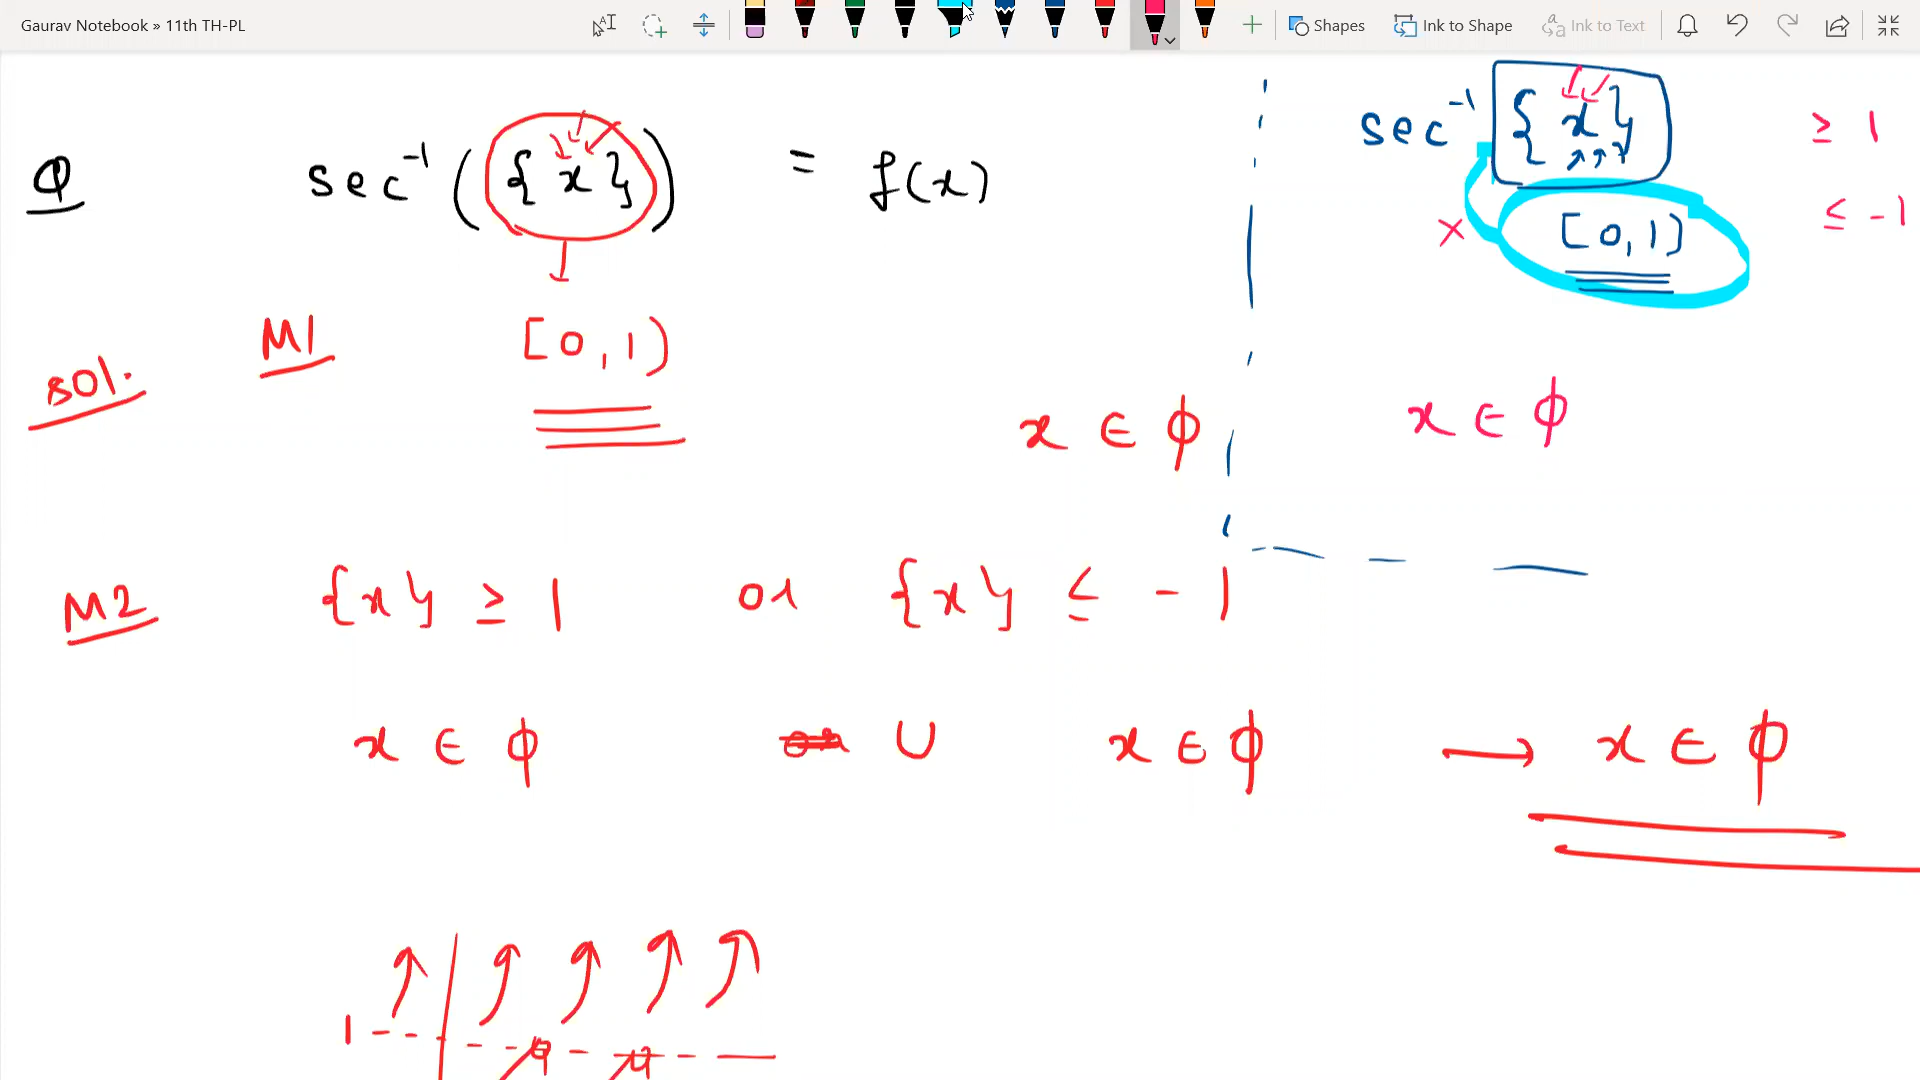 Gaurav Notebook » 11th TH-PL
Shapes
Ink to Shape
Ink to Text
Q sec⁻¹({x}) = f(x)
sec⁻¹{x} ≥ 1
[0,1) ≤ -1
×
sol. M1 [0,1)
x ∈ ϕ
x ∈ ϕ
M2 {x} ≥ 1 or {x} ≤ -1
x ∈ ϕ ∪ x ∈ ϕ → x ∈ ϕ
1